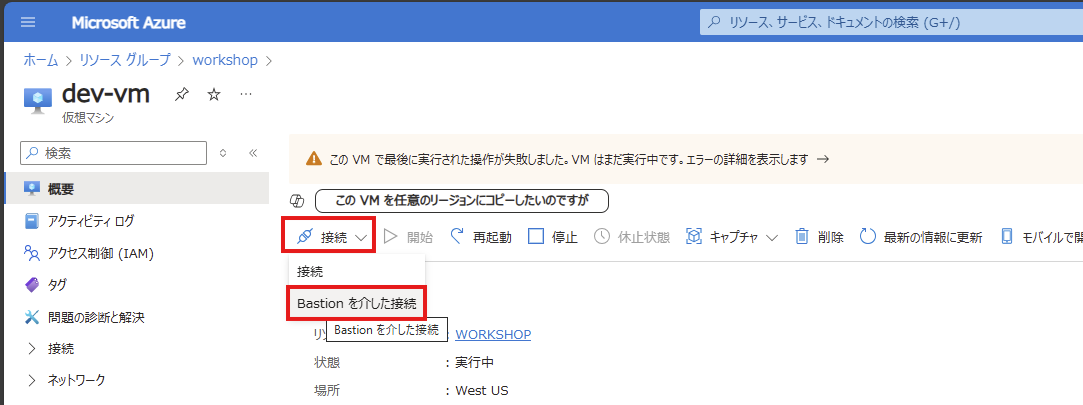 Microsoft Azure
リソース、サービス、ドキュメントの検索 (G+/)
ホーム > リソース グループ > workshop >
dev-vm
仮想マシン
検索
概要
アクティビティ ログ
アクセス制御 (IAM)
タグ
問題の診断と解決
接続
ネットワーク
この VM で最後に実行された操作が失敗しました。VM はまだ実行中です。エラーの詳細を表示します →
この VM を任意のリージョンにコピーしたいのですが
接続 開始 再起動 停止 休止状態 キャプチャ 削除 最新の情報に更新 モバイルで開
接続
Bastion を介した接続
Bastion を介した接続
: WORKSHOP
状態 : 実行中
場所 : West US